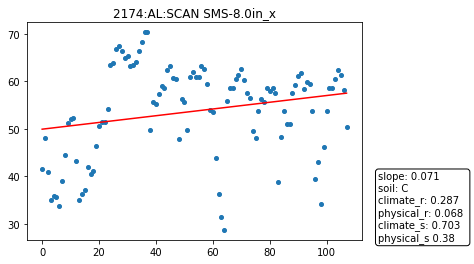 2174:AL:SCAN SMS-8.0in_x
70
60
50
40
30
0 20 40 60 80 100
slope: 0.071
soil: C
climate_r: 0.287
physical_r: 0.068
climate_s: 0.703
physical_s 0.38